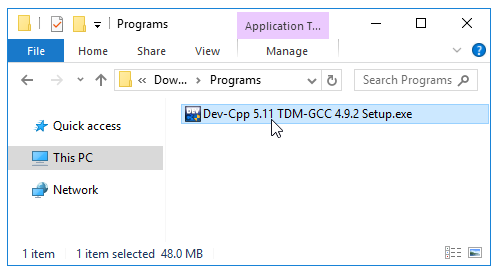 Programs
Application T...
File
Home
Share
View
Manage
« Dow... > Programs
Search Programs
Quick access
Dev-Cpp 5.11 TDM-GCC 4.9.2 Setup.exe
This PC
Network
1 item
1 item selected 48.0 MB